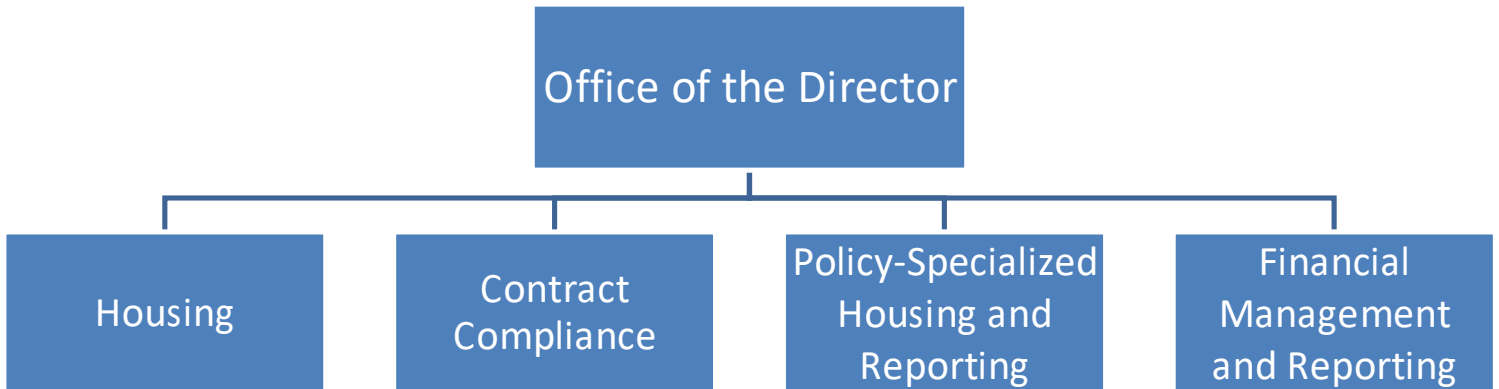 Office of the Director
Housing
Contract
Compliance
Policy-Specialized
Housing and
Reporting
Financial
Management
and Reporting